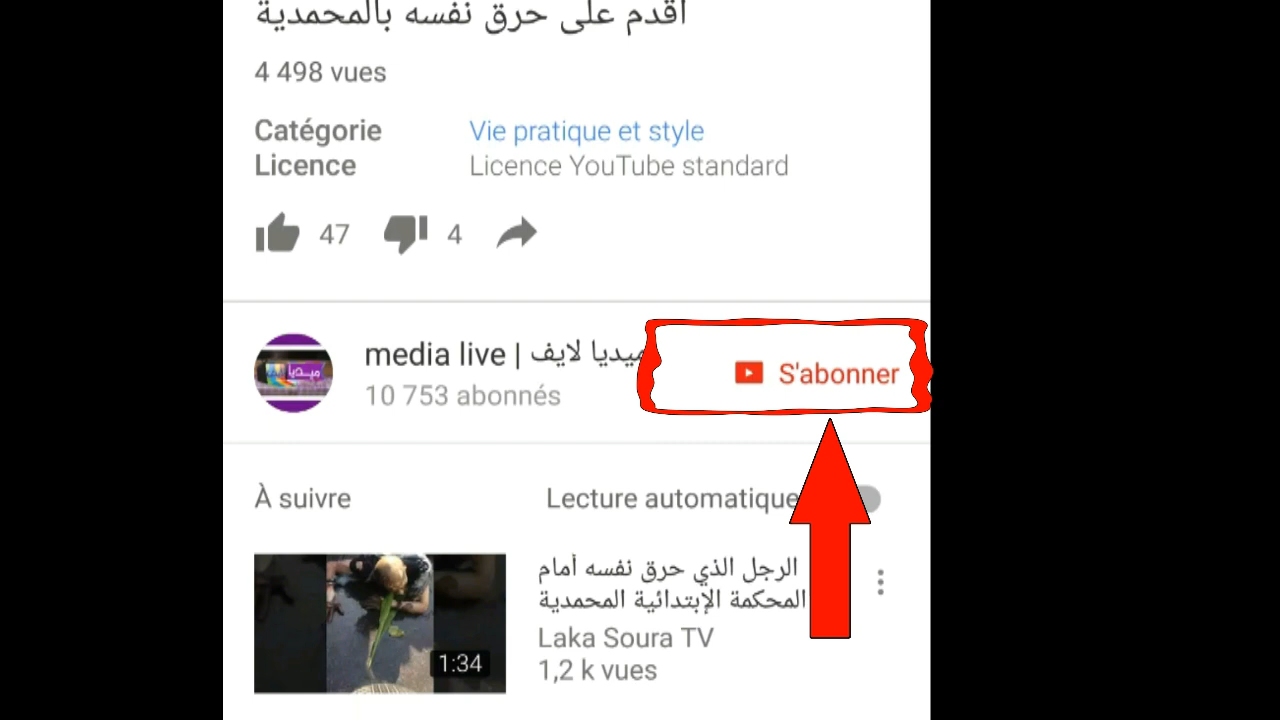 أقدم على حرق نفسه بالمحمدية
4 498 vues
Catégorie Vie pratique et style
Licence Licence YouTube standard
47 4
media live | ميديا لايف
S'abonner
10 753 abonnés
À suivre Lecture automatique
الرجل الذي حرق نفسه أمام
المحكمة الإبتدائية المحمدية
Laka Soura TV
1,2 k vues
1:34
ميديا